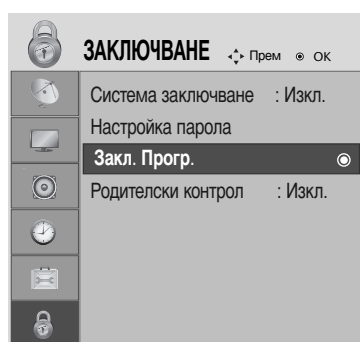 ЗАКЛЮЧВАНЕ Прем OK
Система заключване : Изкл.
Настройка парола
Закл. Прогр.
Родителски контрол : Изкл.